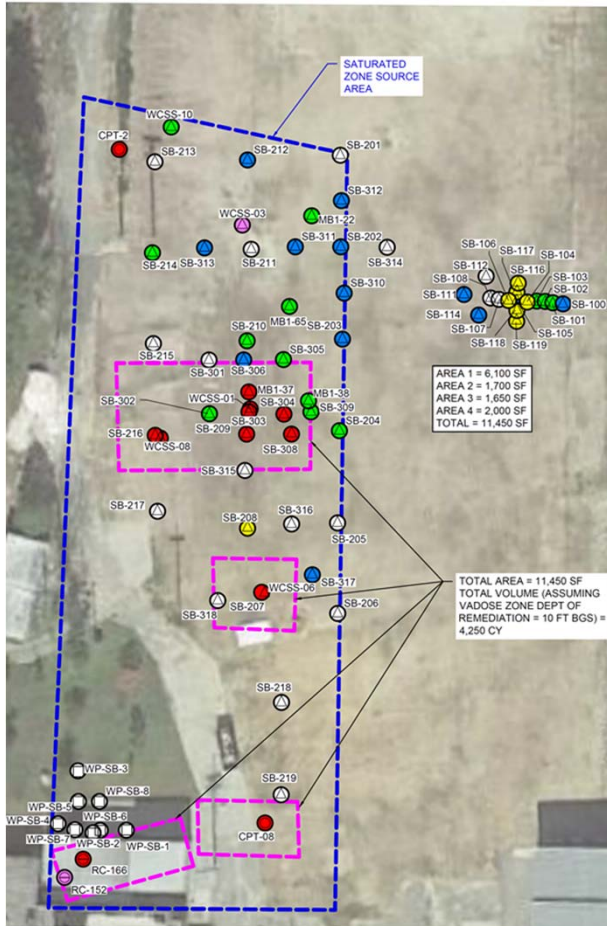 SATURATED
ZONE SOURCE
AREA
WCSS-10
CPT-2
SB-213
SB-212
SB-201
SB-312
WCSS-03
MB1-22
SB-214
SB-313
SB-211
SB-311
SB-202
SB-314
SB-310
SB-106
SB-117
SB-112
SB-116
SB-104
SB-108
SB-103
SB-111
SB-102
SB-100
SB-114
SB-101
SB-107
SB-105
SB-118
SB-119
MB1-65
SB-210
SB-203
SB-215
SB-301
SB-306
SB-305
AREA 1 = 6,100 SF
AREA 2 = 1,700 SF
AREA 3 = 1,650 SF
AREA 4 = 2,000 SF
TOTAL = 11,450 SF
MB1-37
MB1-38
SB-302
WCSS-01
SB-304
SB-309
SB-209
SB-303
SB-204
SB-216
WCSS-08
SB-308
SB-315
SB-217
SB-208
SB-316
SB-205
SB-317
WCSS-06
SB-318
SB-207
SB-206
TOTAL AREA = 11,450 SF
TOTAL VOLUME (ASSUMING
VADOSE ZONE DEPT OF
REMEDIATION = 10 FT BGS) =
4,250 CY
SB-218
WP-SB-3
SB-219
WP-SB-5
WP-SB-8
WP-SB-4
WP-SB-6
WP-SB-7
WP-SB-2
WP-SB-1
CPT-08
RC-166
RC-152